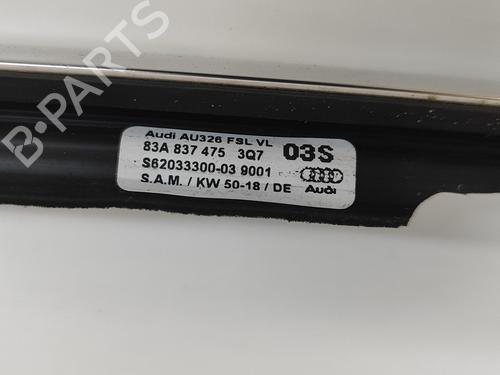 Audi AU326 FSL VL
83A 837 475 3Q7 03S
S62033300-03 9001
S.A.M. / KW 50-18 / DE Audi
B-PARTS